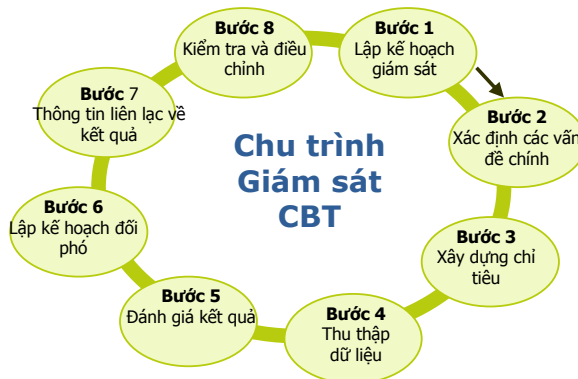 Chu trình
Giám sát
CBT
Bước 1
Lập kế hoạch
giám sát
Bước 2
Xác định các vấn
đề chính
Bước 3
Xây dựng chỉ
tiêu
Bước 4
Thu thập
dữ liệu
Bước 5
Đánh giá kết quả
Bước 6
Lập kế hoạch đối
phó
Bước 7
Thông tin liên lạc về
kết quả
Bước 8
Kiểm tra và điều
chỉnh